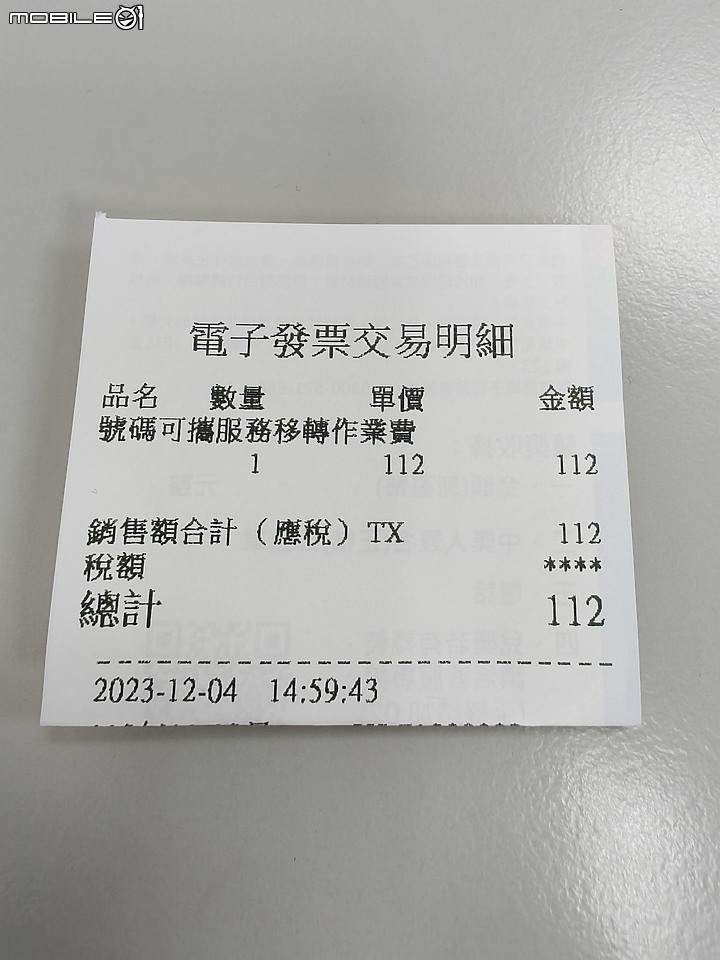 MOBILE01
電子發票交易明細
品名 數量 單價 金額
號碼可攜服務移轉作業費
1 112 112
銷售額合計（應稅）TX 112
稅額 ****
總計 112
2023-12-04 14:59:43